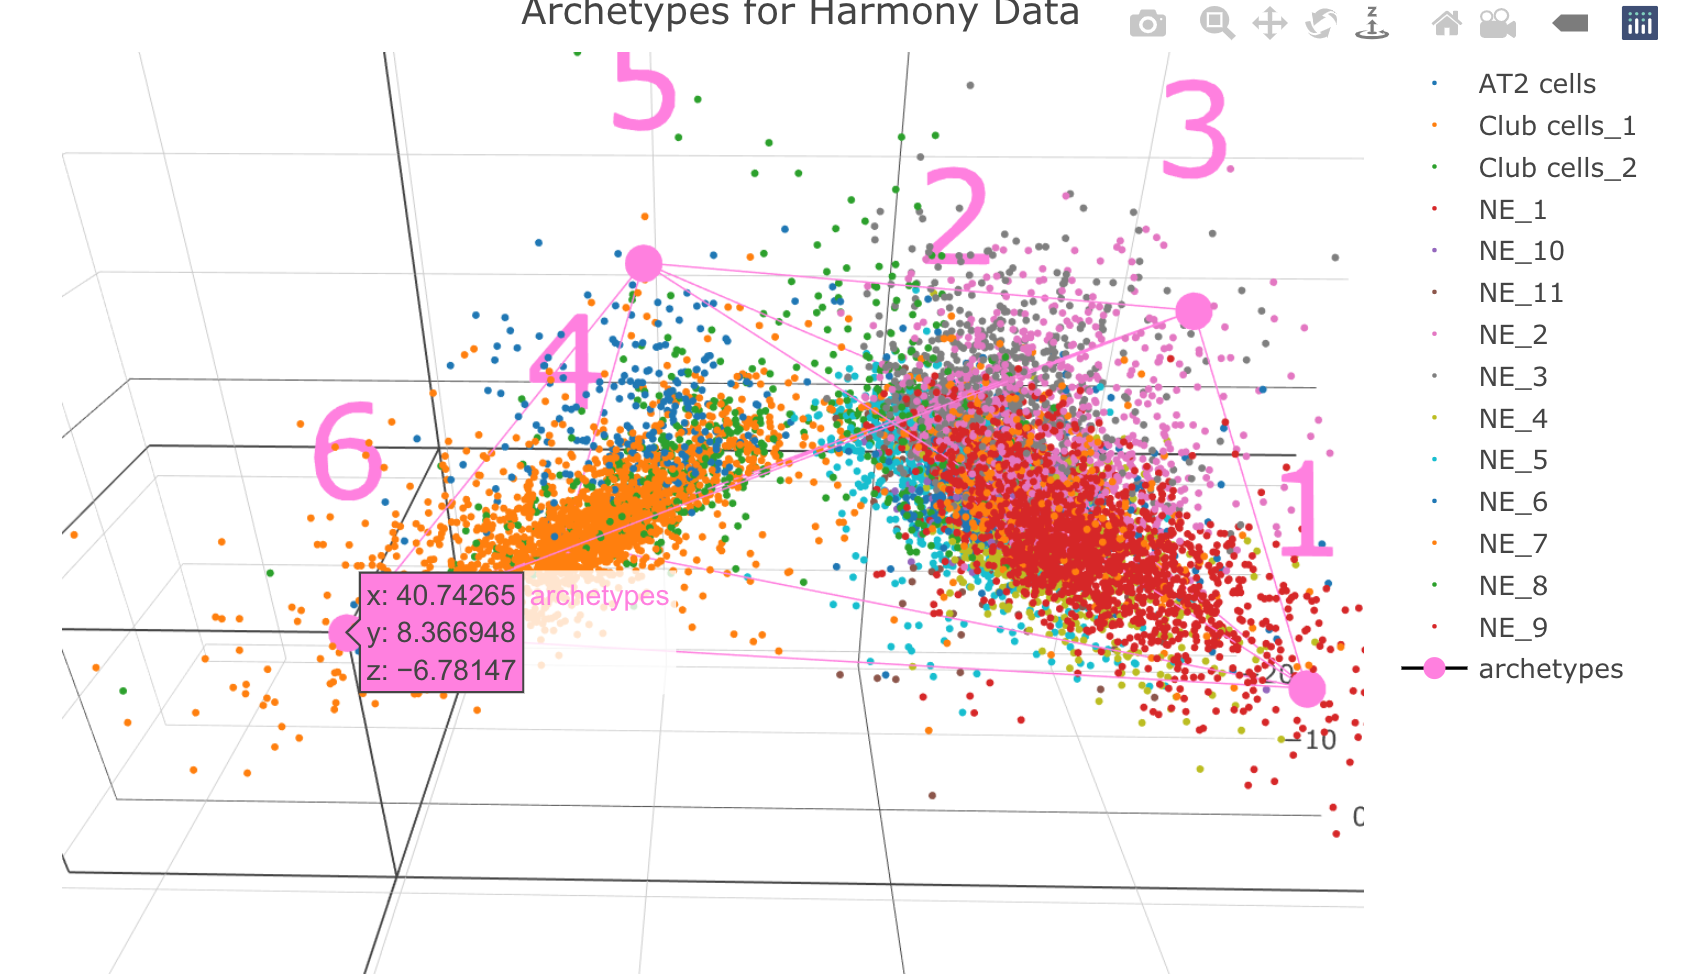 Archetypes for Harmony Data
z
5
3
2
4
6
1
x: 40.74265
y: 8.366948
z: −6.78147
archetypes
20
−10
0
AT2 cells
Club cells_1
Club cells_2
NE_1
NE_10
NE_11
NE_2
NE_3
NE_4
NE_5
NE_6
NE_7
NE_8
NE_9
archetypes